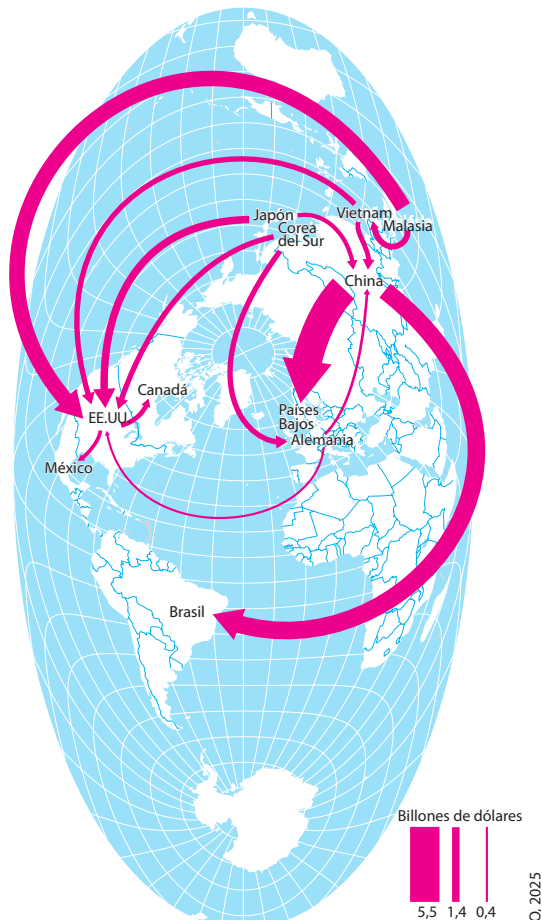 Japón
Corea
del Sur
Vietnam
Malasia
China
Canadá
EE.UU.
México
Países
Bajos
Alemania
Brasil
Billones de dólares
5,5 1,4 0,4
O, 2025